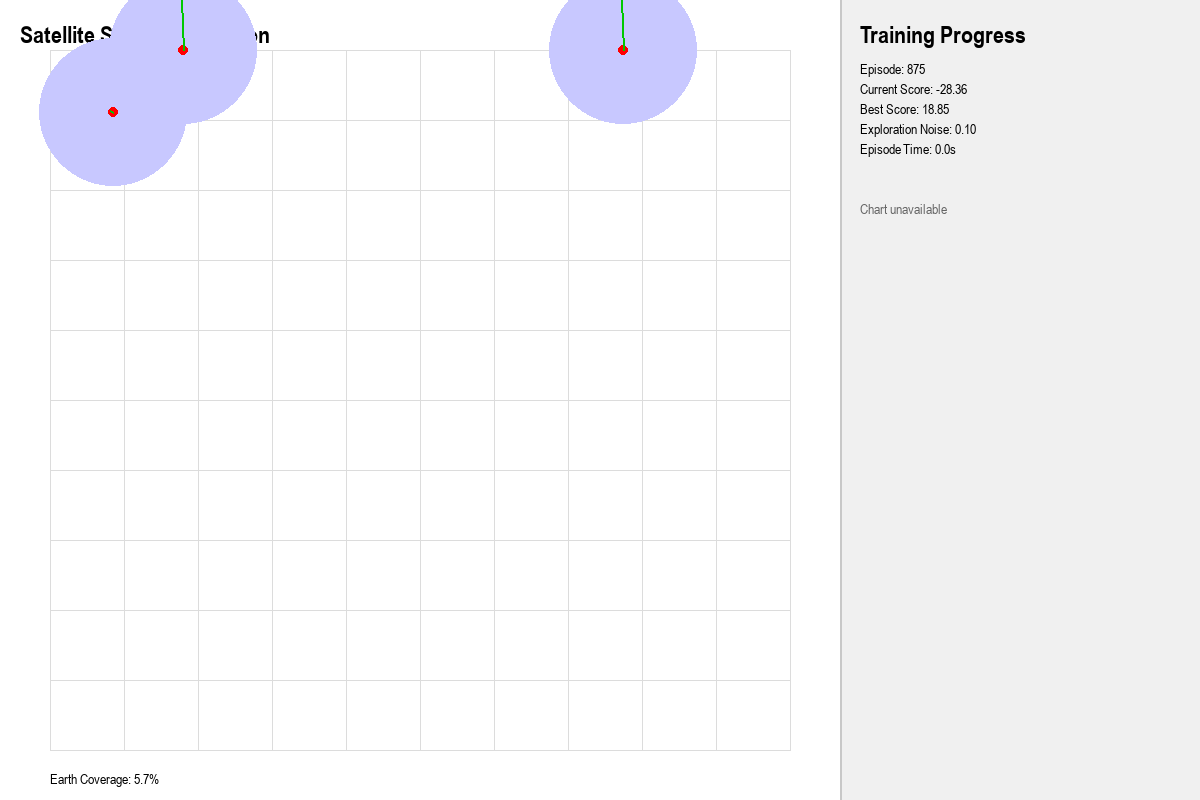 Satellite
Training Progress
Episode: 875
Current Score: -28.36
Best Score: 18.85
Exploration Noise: 0.10
Episode Time: 0.0s
Chart unavailable
Earth Coverage: 5.7%